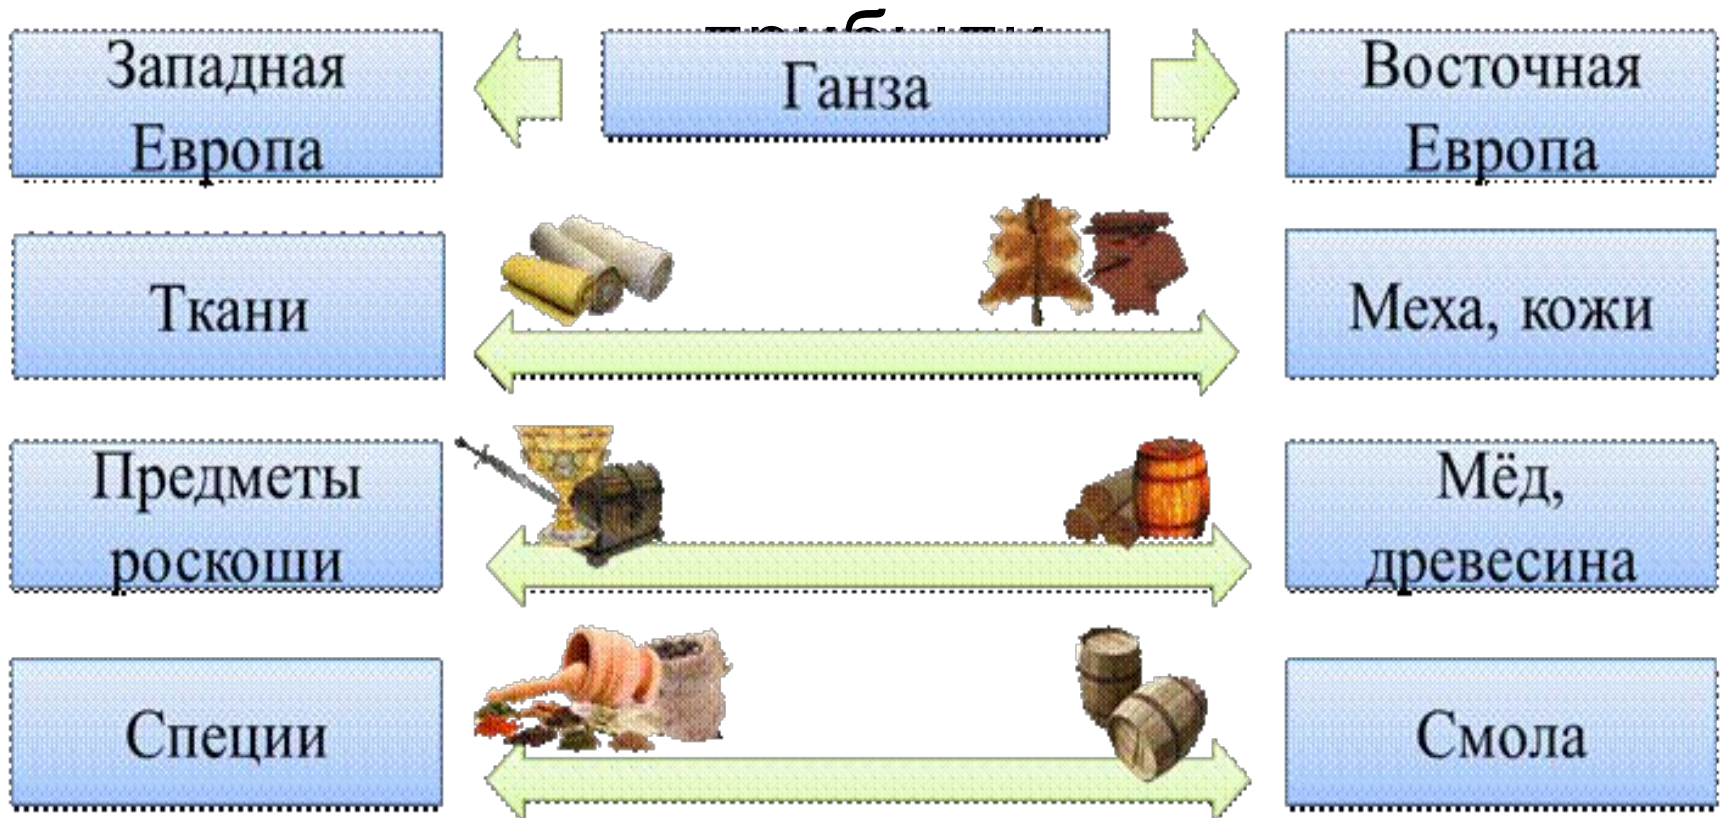 Западная
Европа
Ганза
Восточная
Европа
Ткани
Меха, кожи
Предметы
роскоши
Мёд,
древесина
Специи
Смола